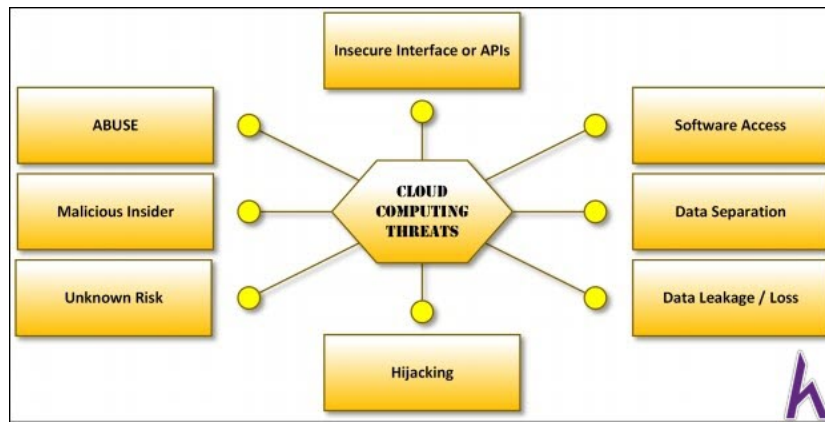 Insecure Interface or APIs
ABUSE
Software Access
CLOUD
COMPUTING
THREATS
Malicious Insider
Data Separation
Unknown Risk
Data Leakage / Loss
Hijacking